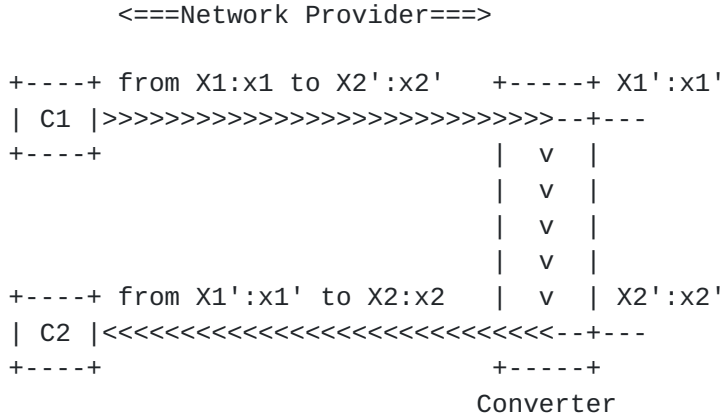 <===Network Provider===>
+----+ from X1:x1 to X2':x2' +-----+ X1':x1'
| C1 |>>>>>>>>>>>>>>>>>>>>>>>>>>>>>--+---
+----+ | v |
| v |
| v |
| v |
+----+ from X1':x1' to X2:x2 | v | X2':x2'
| C2 |<<<<<<<<<<<<<<<<<<<<<<<<<<<<<--+---
+----+ +-----+
Converter